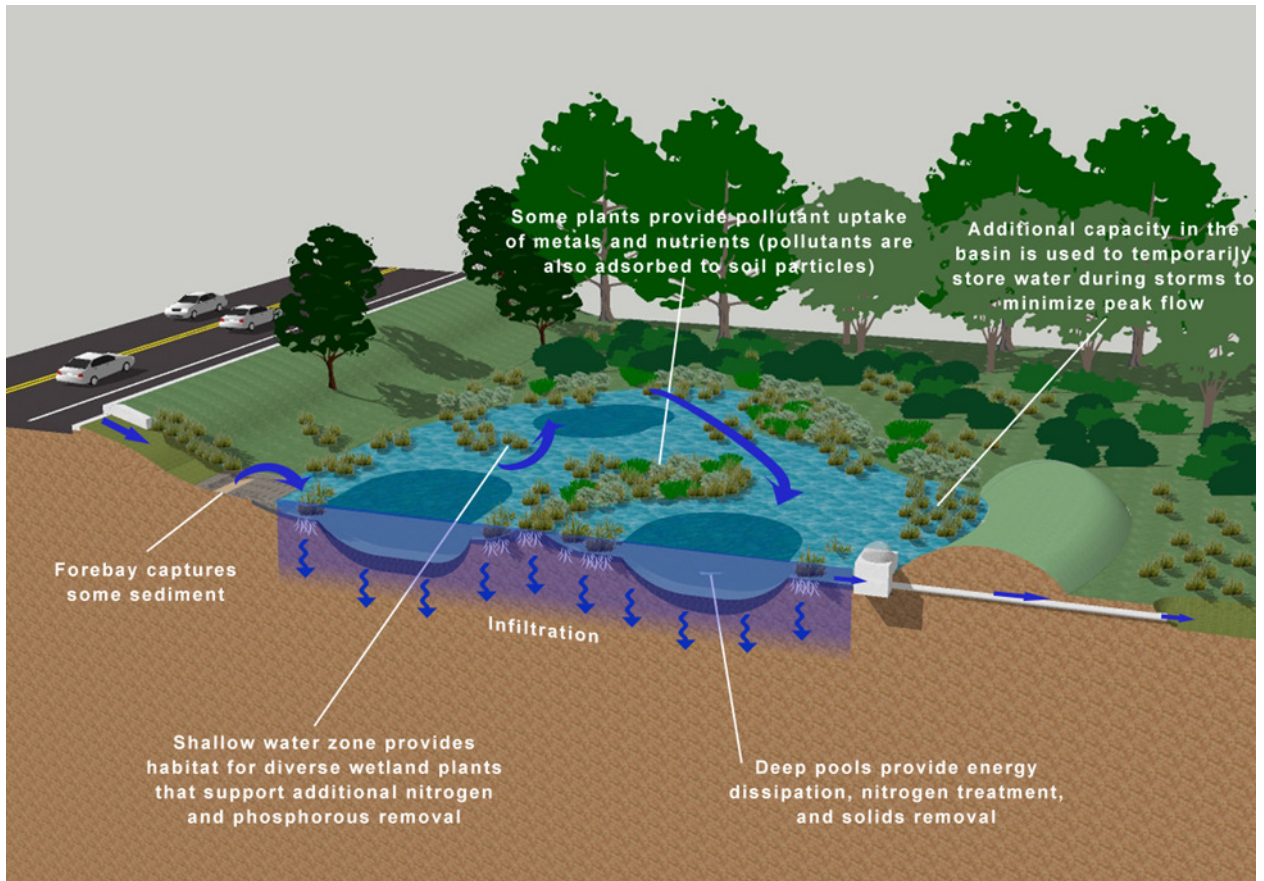 Some plants provide pollutant uptake
of metals and nutrients (pollutants are
also adsorbed to soil particles)
Additional capacity in the
basin is used to temporarily
store water during storms to
minimize peak flow
Forebay captures
some sediment
Infiltration
Shallow water zone provides
habitat for diverse wetland plants
that support additional nitrogen
and phosphorous removal
Deep pools provide energy
dissipation, nitrogen treatment,
and solids removal